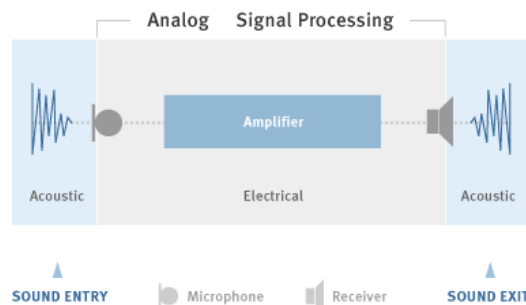 Analog Signal Processing
Amplifier
Acoustic Electrical Acoustic
SOUND ENTRY Microphone Receiver SOUND EXIT